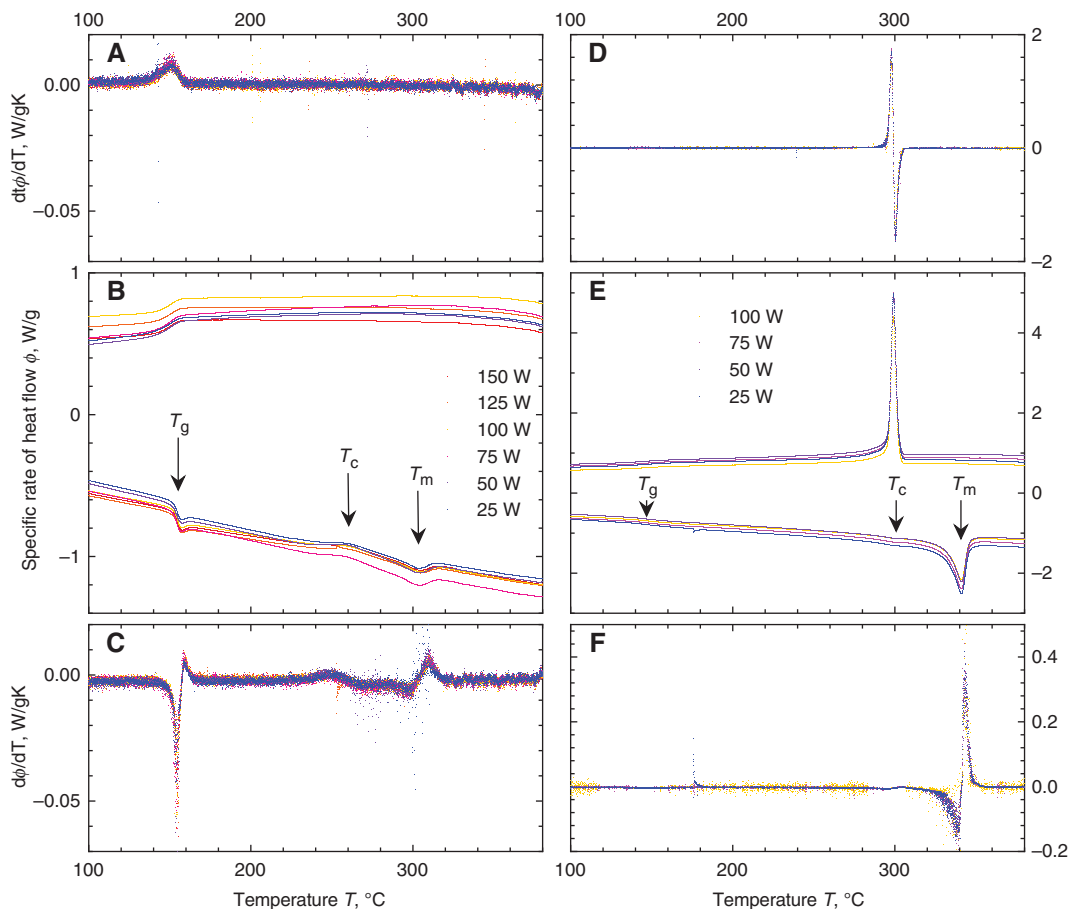 100 200 300 100 200 300
A
0.00
−0.05
dtϕ/dT, W/gK
D
2
0
−2
B
1
0
−1
Specific rate of heat flow ϕ, W/g
150 W
125 W
100 W
75 W
50 W
25 W
Tg
Tc
Tm
E
4
2
0
−2
100 W
75 W
50 W
25 W
Tg
Tc
Tm
C
0.00
−0.05
dϕ/dT, W/gK
F
0.4
0.2
0.0
−0.2
100 200 300 100 200 300
Temperature T, °C Temperature T, °C